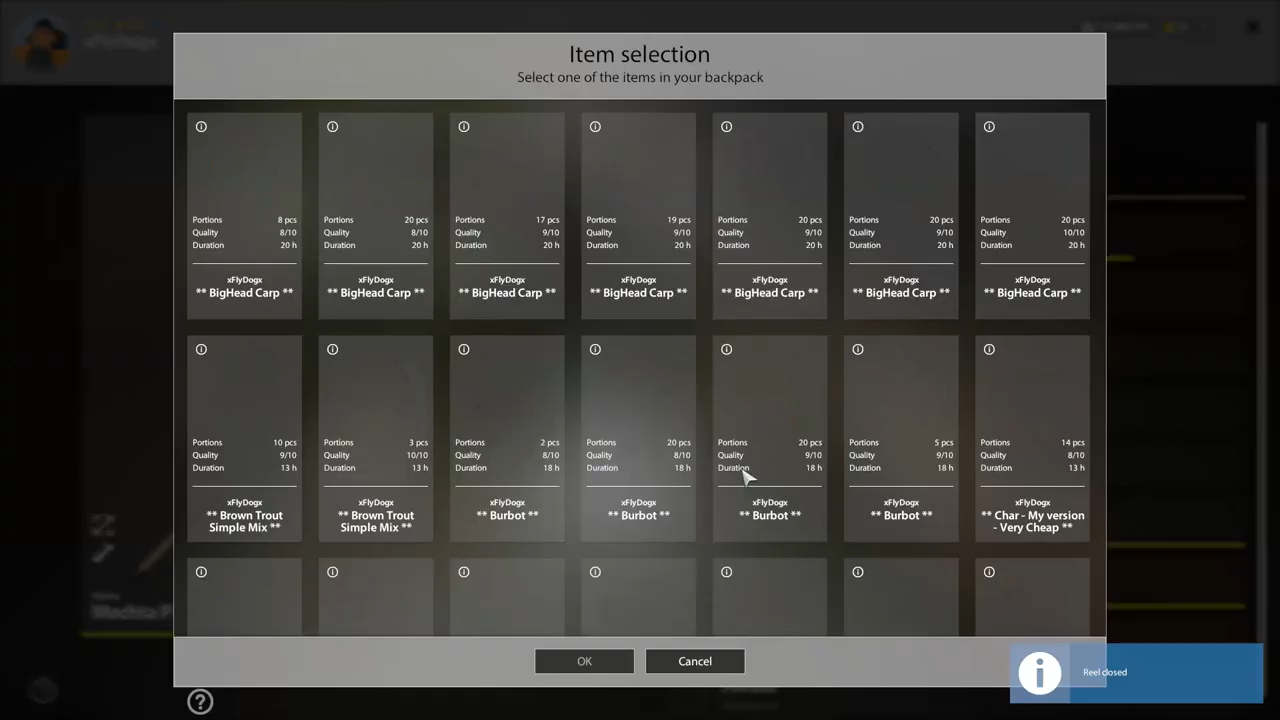 Item selection
Select one of the items in your backpack
Portions 8 pcs
Quality 8/10
Duration 20 h
xFlyDogx
** BigHead Carp **
Portions 20 pcs
Quality 8/10
Duration 20 h
xFlyDogx
** BigHead Carp **
Portions 17 pcs
Quality 9/10
Duration 20 h
xFlyDogx
** BigHead Carp **
Portions 19 pcs
Quality 9/10
Duration 20 h
xFlyDogx
** BigHead Carp **
Portions 20 pcs
Quality 9/10
Duration 20 h
xFlyDogx
** BigHead Carp **
Portions 20 pcs
Quality 9/10
Duration 20 h
xFlyDogx
** BigHead Carp **
Portions 20 pcs
Quality 10/10
Duration 20 h
xFlyDogx
** BigHead Carp **
Portions 10 pcs
Quality 9/10
Duration 13 h
xFlyDogx
** Brown Trout
Simple Mix **
Portions 3 pcs
Quality 10/10
Duration 13 h
xFlyDogx
** Brown Trout
Simple Mix **
Portions 2 pcs
Quality 8/10
Duration 18 h
xFlyDogx
** Burbot **
Portions 20 pcs
Quality 8/10
Duration 18 h
xFlyDogx
** Burbot **
Portions 20 pcs
Quality 9/10
Duration 18 h
xFlyDogx
** Burbot **
Portions 5 pcs
Quality 9/10
Duration 18 h
xFlyDogx
** Burbot **
Portions 14 pcs
Quality 8/10
Duration 13 h
xFlyDogx
** Char - My version
- Very Cheap **
OK
Cancel
Reel closed